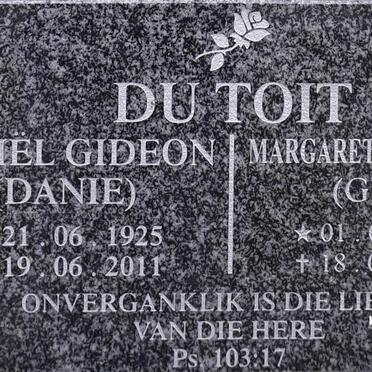 DU TOIT
IËL GIDEON MARGARET
DANIE) (G
21 . 06 . 1925 ★ 01 .
19 . 06 . 2011 ✝ 18 .
ONVERGANKLIK IS DIE LIE
VAN DIE HERE
Ps. 103:17